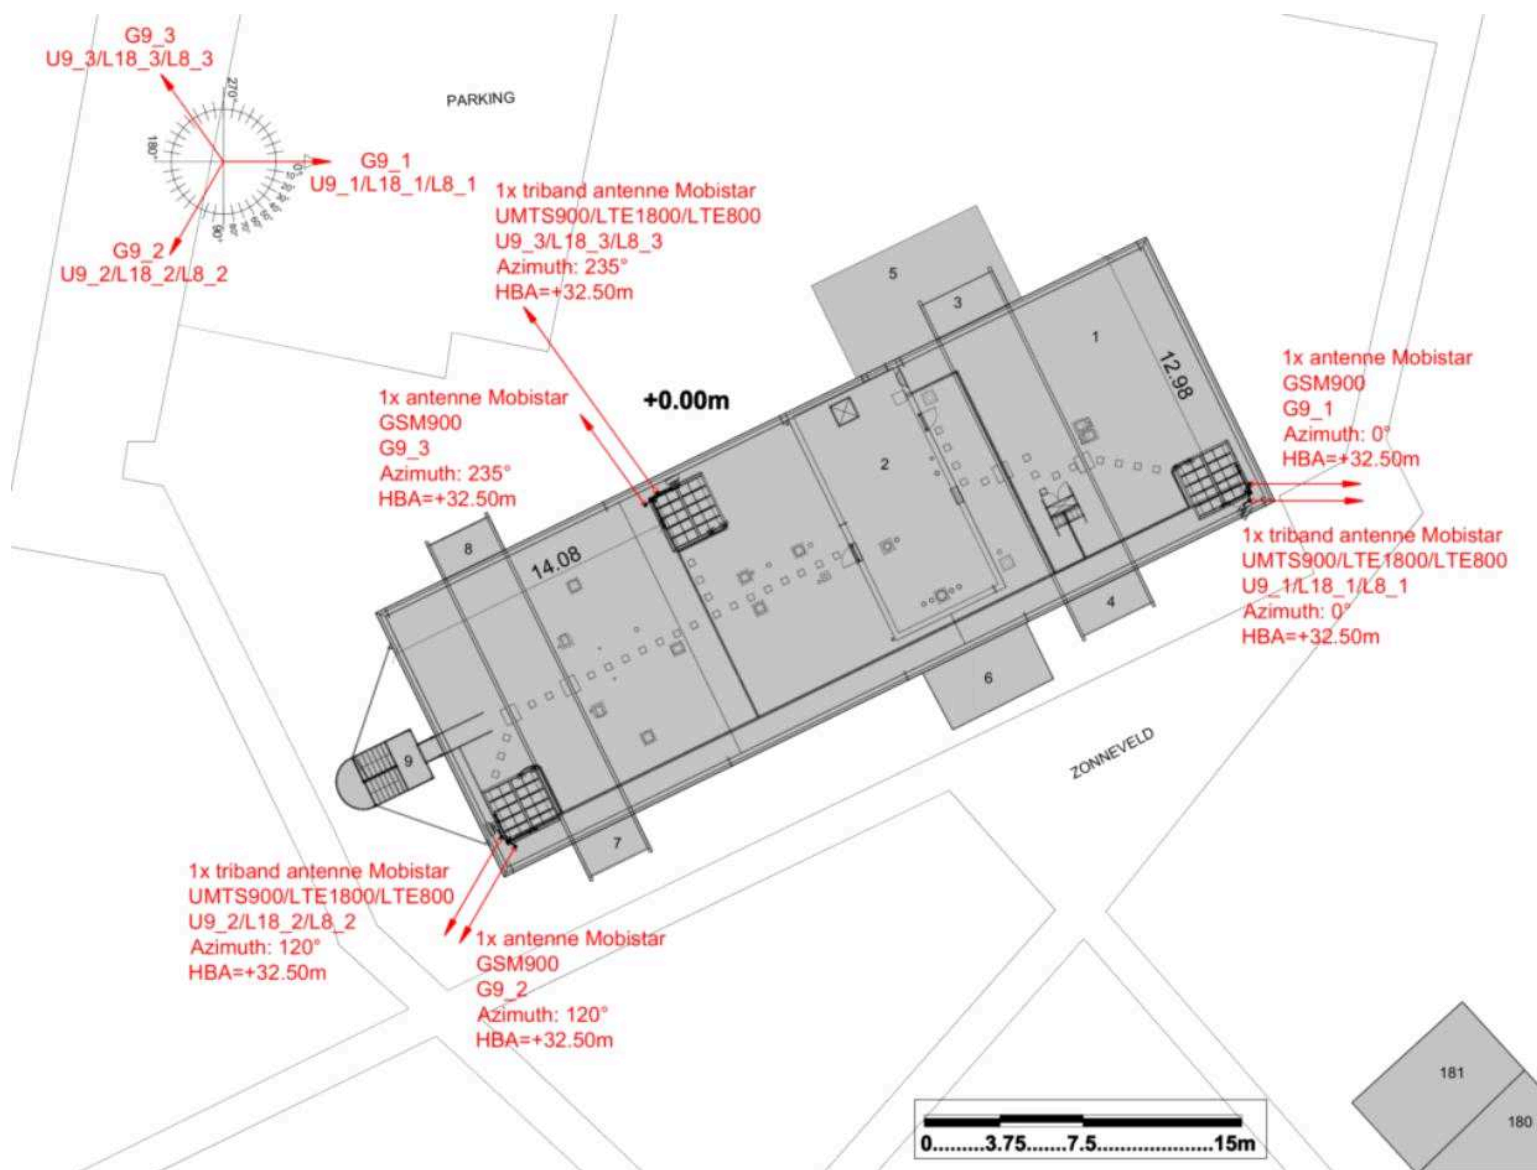 G9_3
U9_3/L18_3/L8_3
270°
180°
0°
90°
G9_1
U9_1/L18_1/L8_1
G9_2
U9_2/L18_2/L8_2
PARKING
1x triband antenne Mobistar
UMTS900/LTE1800/LTE800
U9_3/L18_3/L8_3
Azimuth: 235°
HBA=+32.50m
1x antenne Mobistar
GSM900
G9_3
Azimuth: 235°
HBA=+32.50m
+0.00m
5
3
1
12.98
2
1x antenne Mobistar
GSM900
G9_1
Azimuth: 0°
HBA=+32.50m
1x triband antenne Mobistar
UMTS900/LTE1800/LTE800
U9_1/L18_1/L8_1
Azimuth: 0°
HBA=+32.50m
8
14.08
4
6
9
7
ZONNEVELD
1x triband antenne Mobistar
UMTS900/LTE1800/LTE800
U9_2/L18_2/L8_2
Azimuth: 120°
HBA=+32.50m
1x antenne Mobistar
GSM900
G9_2
Azimuth: 120°
HBA=+32.50m
181
180
0.........3.75.......7.5......................15m